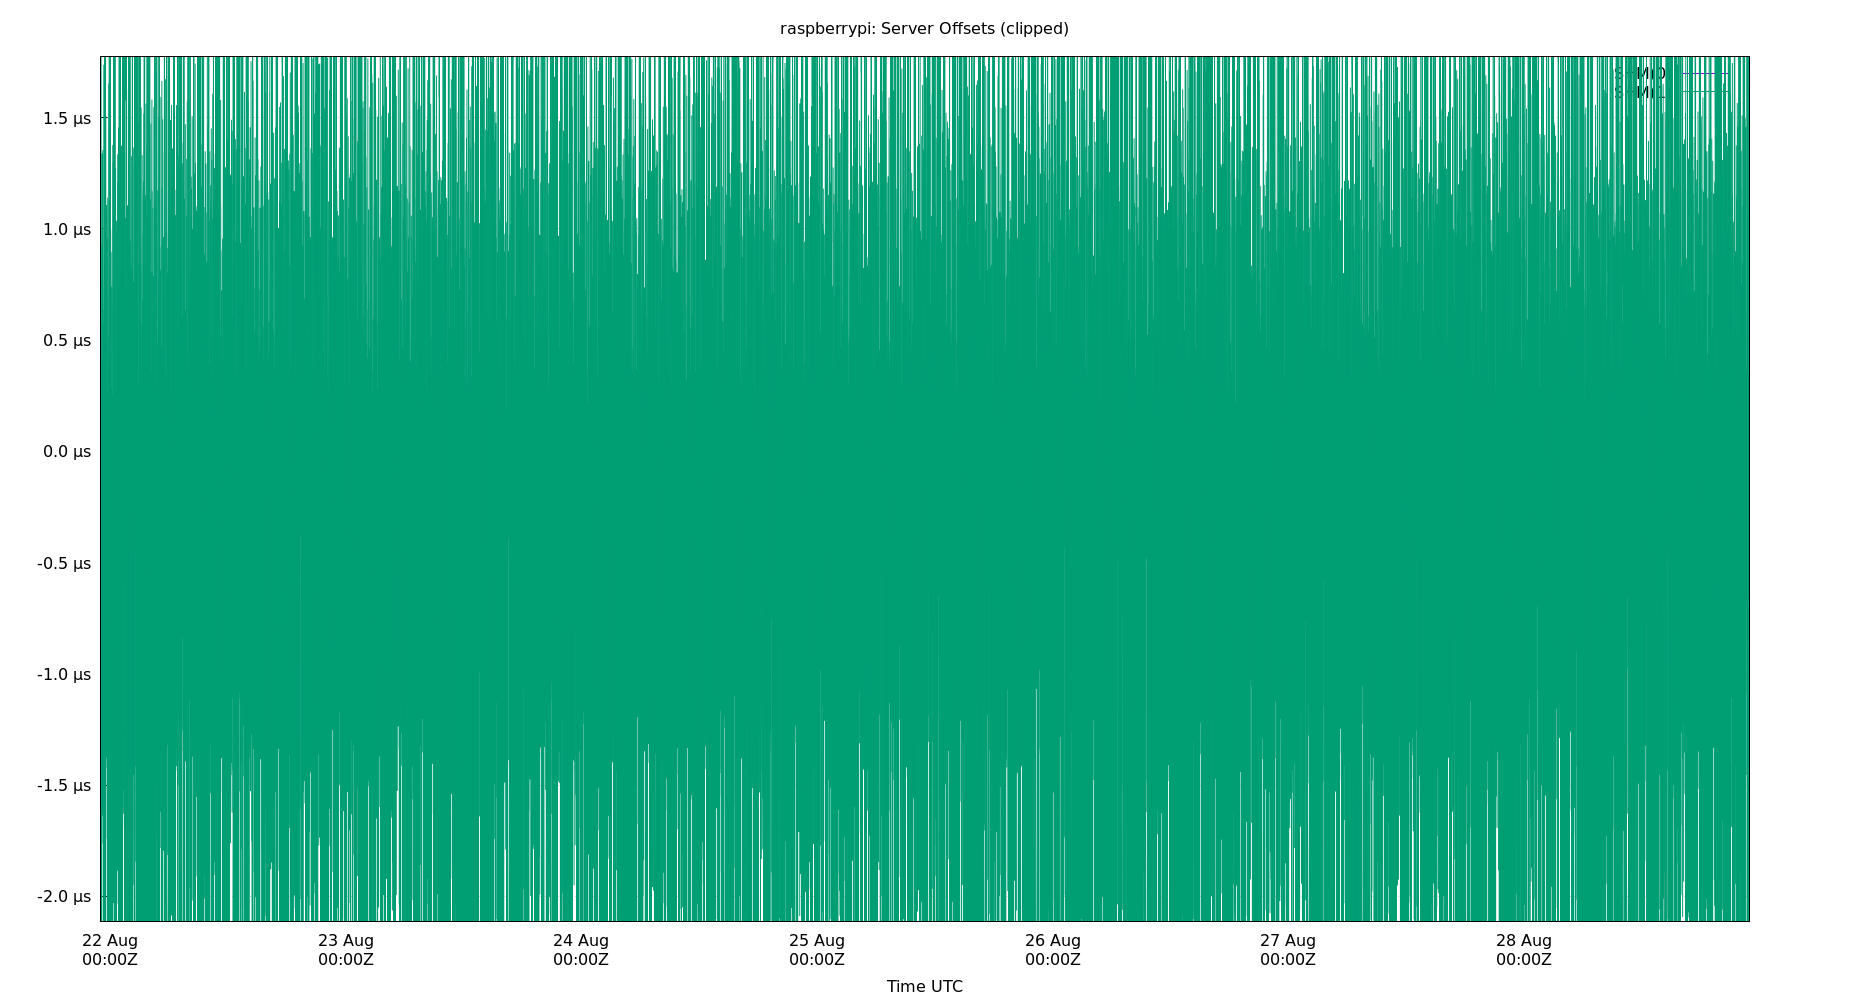 raspberrypi: Server Offsets (clipped)
1.5 µs
1.0 µs
0.5 µs
0.0 µs
-0.5 µs
-1.0 µs
-1.5 µs
-2.0 µs
22 Aug
00:00Z
23 Aug
00:00Z
24 Aug
00:00Z
25 Aug
00:00Z
26 Aug
00:00Z
27 Aug
00:00Z
28 Aug
00:00Z
Time UTC